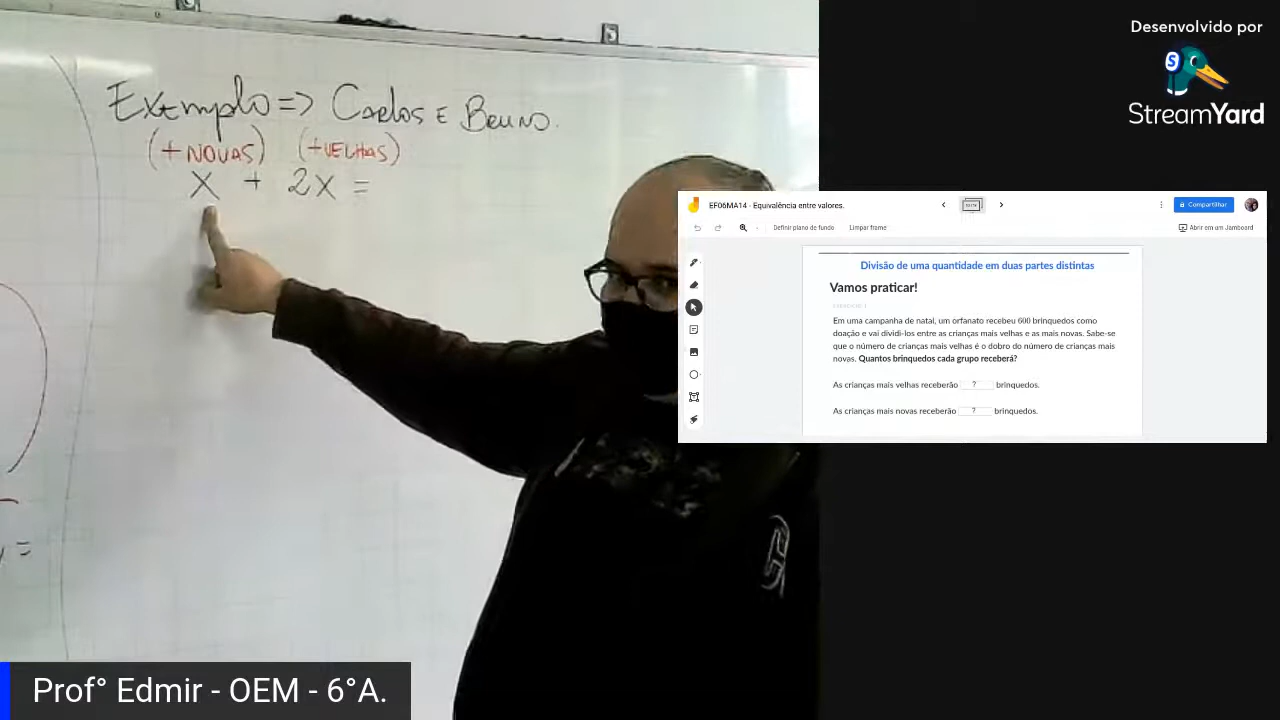 Exemplo => Carlos e Bruno.
(+ NOVAS) (+ VELHAS)
x + 2x =
Desenvolvido por
StreamYard
EF06MA14 - Equivalência entre valores.
Compartilhar
Definir plano de fundo Limpar frame
Abrir em um Jamboard
Divisão de uma quantidade em duas partes distintas
Vamos praticar!
Em uma campanha de natal, um orfanato recebeu 600 brinquedos como
doação e vai dividi-los entre as crianças mais velhas e as mais novas. Sabe-se
que o número de crianças mais velhas é o dobro do número de crianças mais
novas. Quantos brinquedos cada grupo receberá?
As crianças mais velhas receberão ? brinquedos.
As crianças mais novas receberão ? brinquedos.
Prof° Edmir - OEM - 6°A.